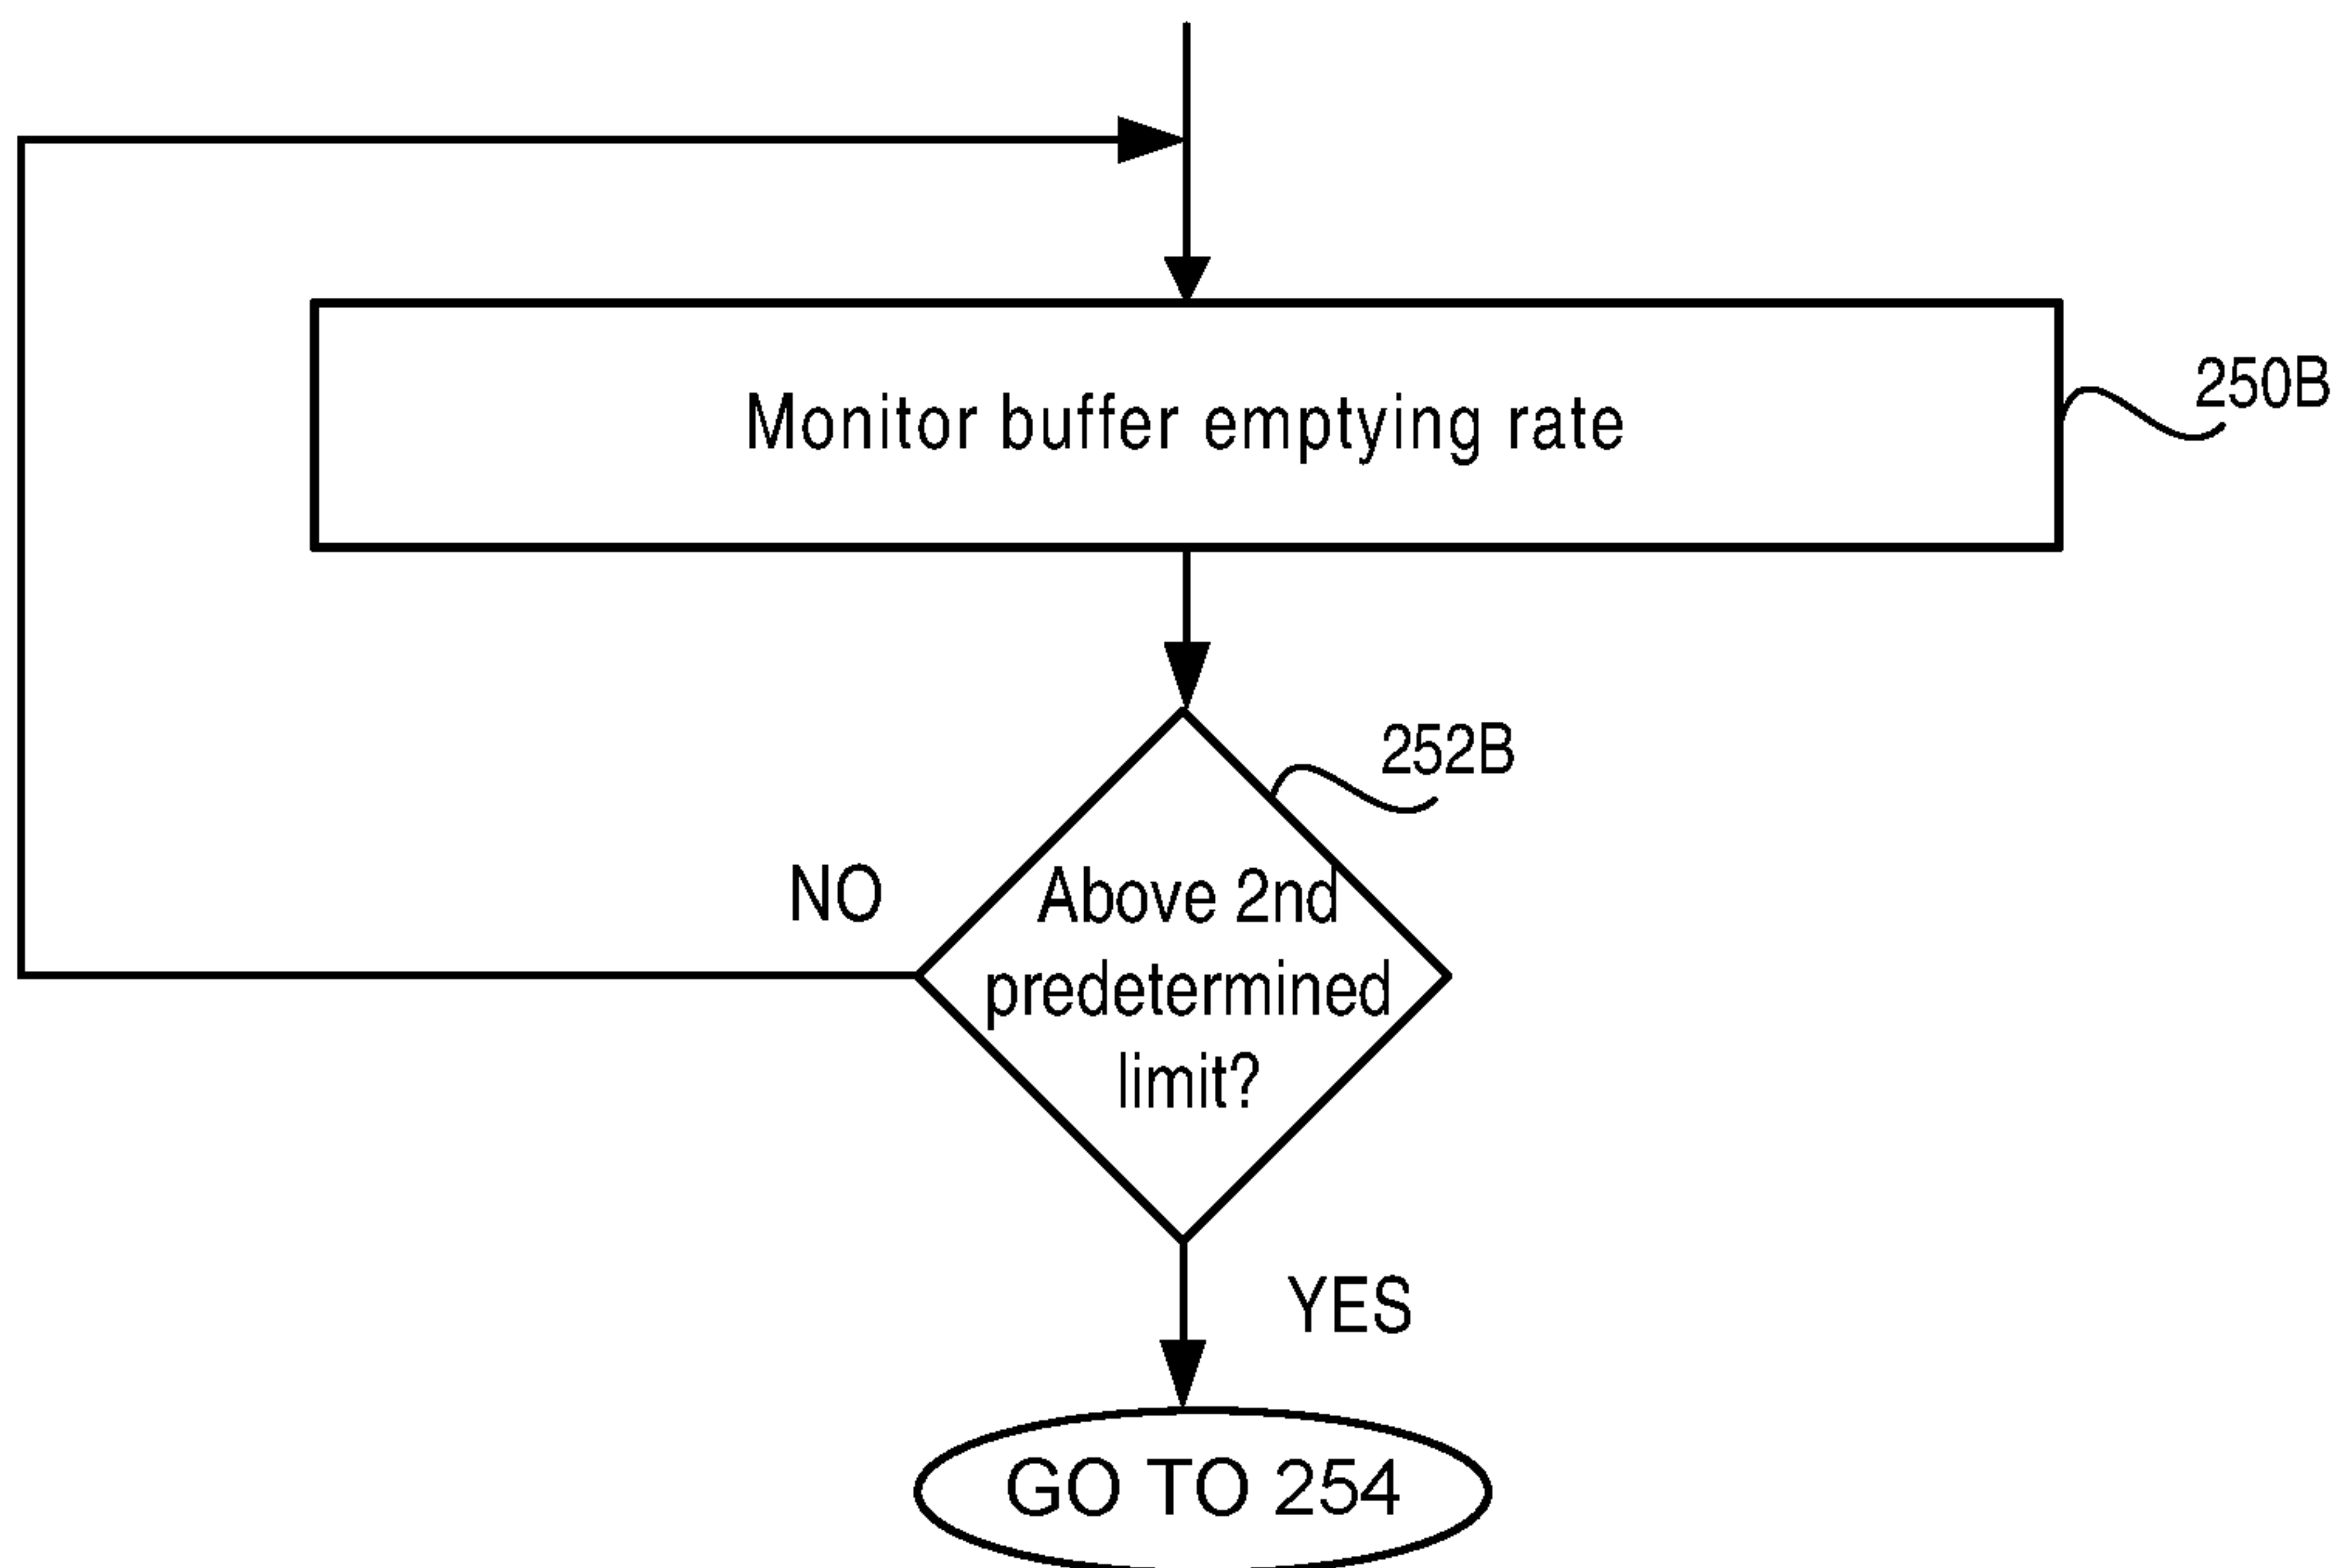 Monitor buffer emptying rate
250B
252B
NO
Above 2nd
predetermined
limit?
YES
GO TO 254